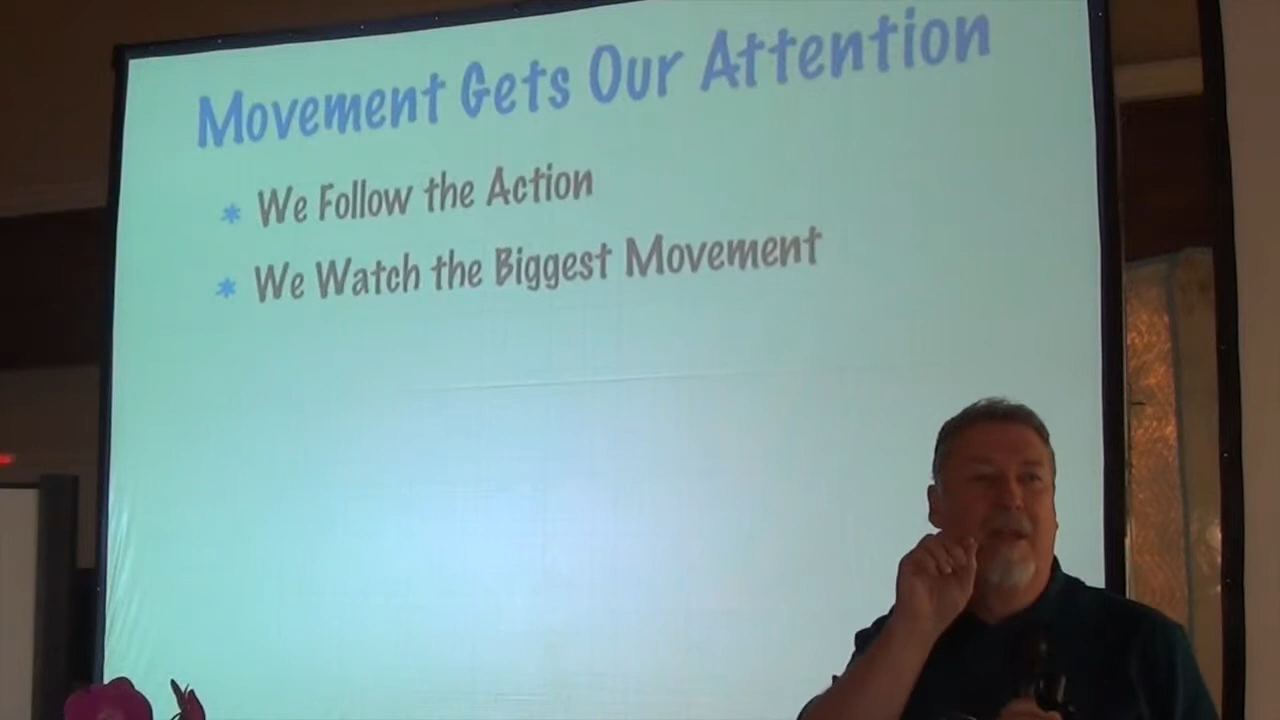 Movement Gets Our Attention
* We Follow the Action
* We Watch the Biggest Movement